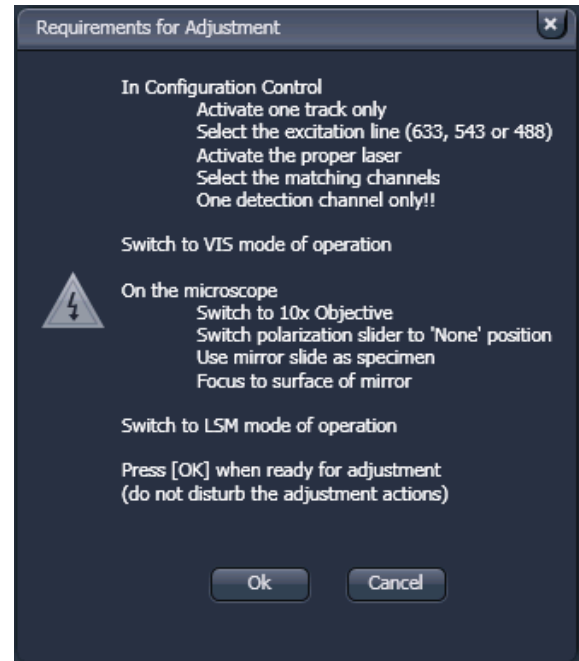 Requirements for Adjustment
In Configuration Control
Activate one track only
Select the excitation line (633, 543 or 488)
Activate the proper laser
Select the matching channels
One detection channel only!!
Switch to VIS mode of operation
On the microscope
Switch to 10x Objective
Switch polarization slider to 'None' position
Use mirror slide as specimen
Focus to surface of mirror
Switch to LSM mode of operation
Press [OK] when ready for adjustment
(do not disturb the adjustment actions)
Ok Cancel